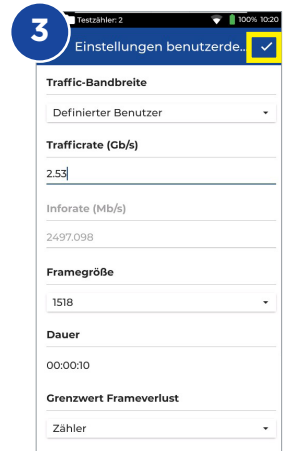 3
Testzähler: 2
100% 10:20
Einstellungen benutzerde..
Traffic-Bandbreite
Definierter Benutzer
Trafficrate (Gb/s)
2.53
Inforate (Mb/s)
2497.098
Framegröße
1518
Dauer
00:00:10
Grenzwert Frameverlust
Zähler